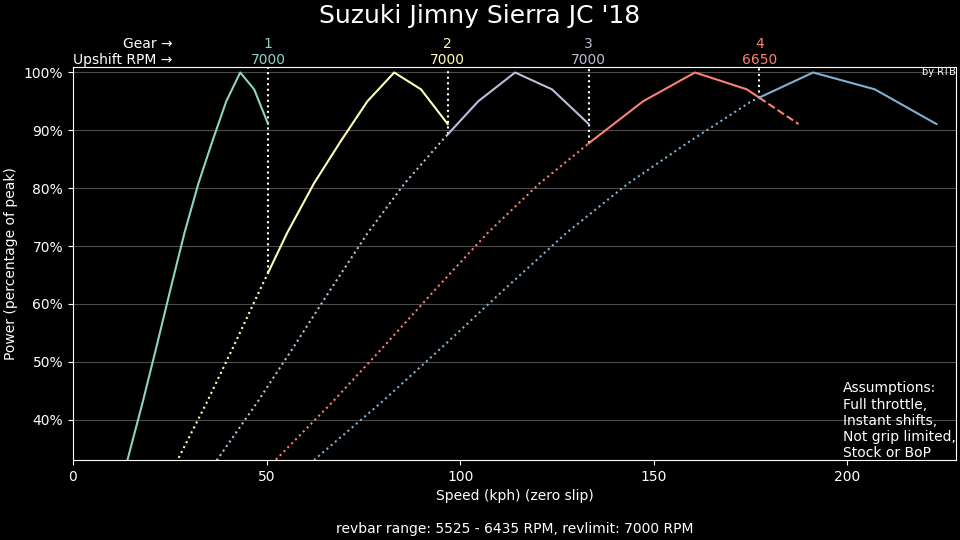 Suzuki Jimny Sierra JC '18
Gear → 1 2 3 4
Upshift RPM → 7000 7000 7000 6650
by RTB
100%
90%
80%
70%
60%
50%
40%
Power (percentage of peak)
Assumptions:
Full throttle,
Instant shifts,
Not grip limited,
Stock or BoP
0 50 100 150 200
Speed (kph) (zero slip)
revbar range: 5525 - 6435 RPM, revlimit: 7000 RPM